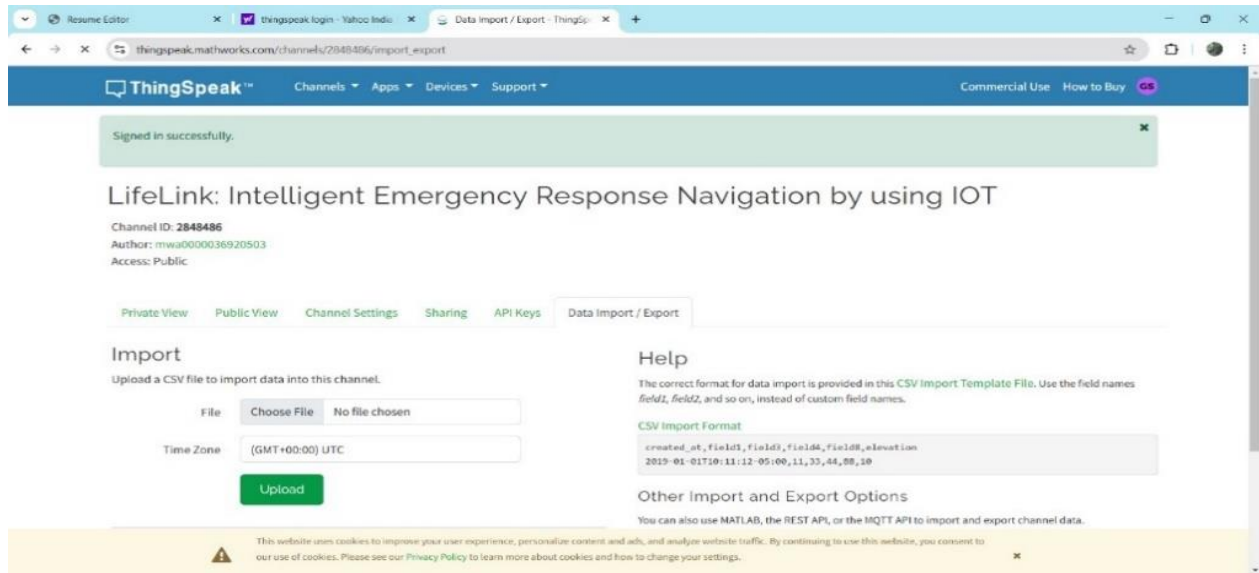 Resume Editor
thingspeak login - Yahoo India
Data Import / Export - ThingSp
thingspeak.mathworks.com/channels/2848486/import_export
ThingSpeak™
Channels
Apps
Devices
Support
Commercial Use
How to Buy
GS
Signed in successfully.
LifeLink: Intelligent Emergency Response Navigation by using IOT
Channel ID: 2848486
Author: mwa0000036920503
Access: Public
Private View
Public View
Channel Settings
Sharing
API Keys
Data Import / Export
Import
Upload a CSV file to import data into this channel.
File
Choose File
No file chosen
Time Zone
(GMT+00:00) UTC
Upload
Help
The correct format for data import is provided in this CSV Import Template File. Use the field names
field1, field2, and so on, instead of custom field names.
CSV Import Format
created_at,field1,field3,field4,field8,elevation
2019-01-01T10:11:12-05:00,11,33,44,88,10
Other Import and Export Options
You can also use MATLAB, the REST API, or the MQTT API to import and export channel data.
This website uses cookies to improve your user experience, personalize content and ads, and analyze website traffic. By continuing to use this website, you consent to
our use of cookies. Please see our Privacy Policy to learn more about cookies and how to change your settings.